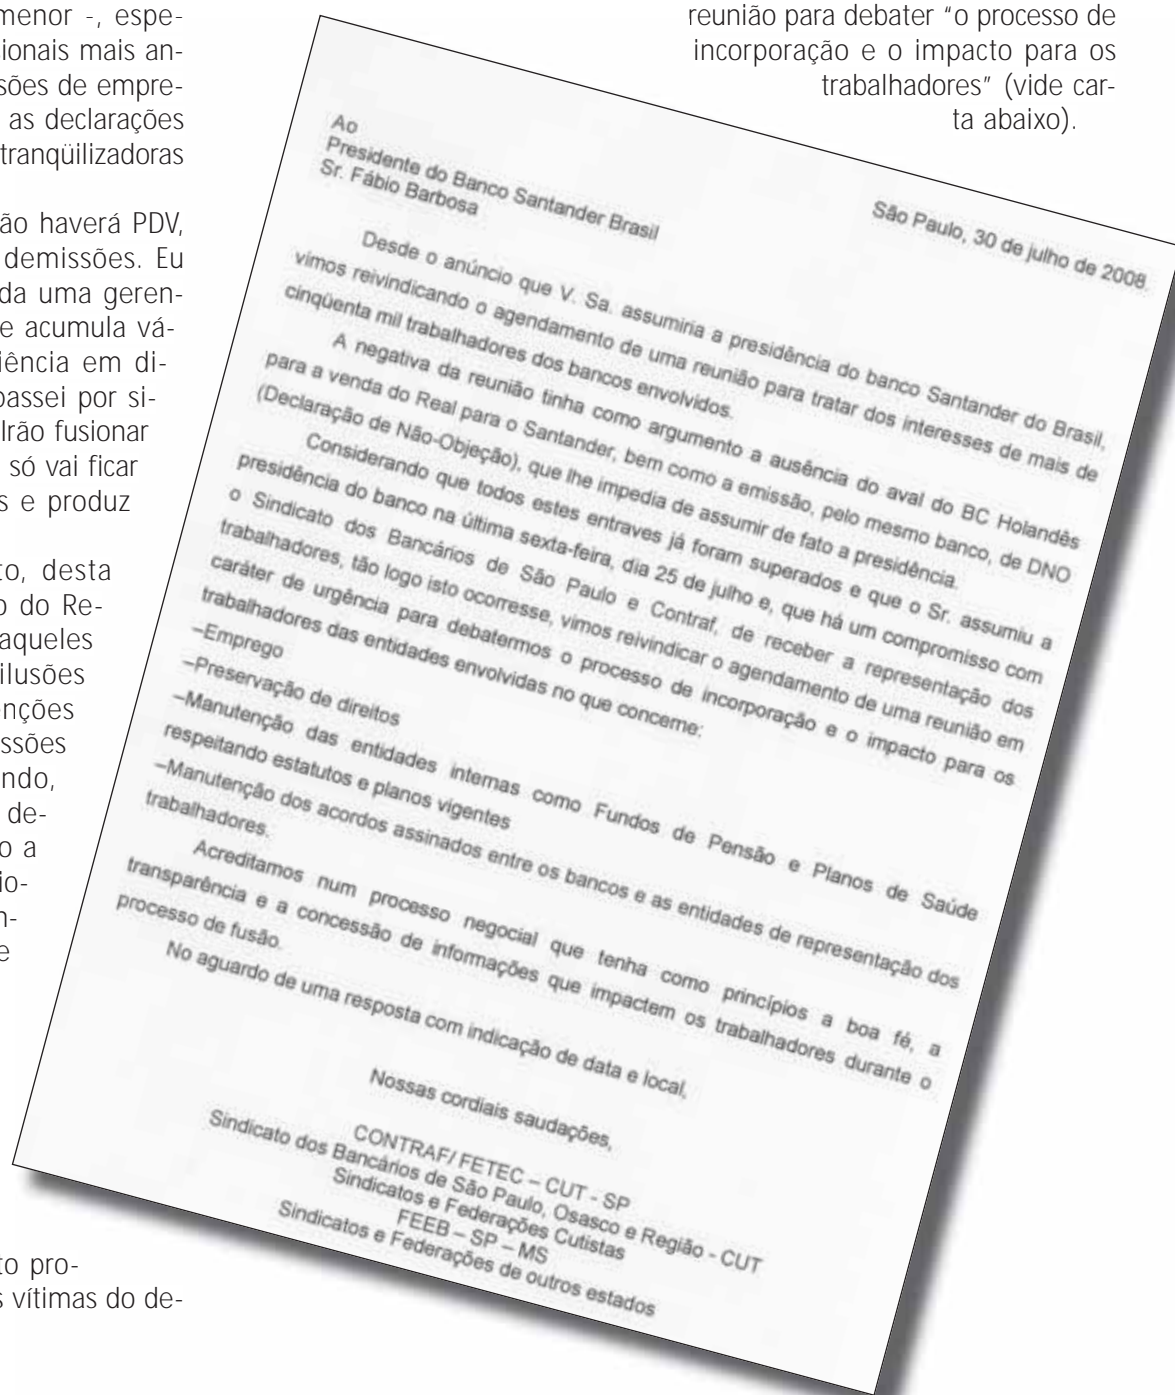 menor -, espe-
sionais mais an-
sões de empre-
as declarações
tranqüilizadoras
ão haverá PDV,
demissões. Eu
da uma geren-
e acumula vá-
iência em di-
passei por si-
Irão fusionar
só vai ficar
s e produz
to, desta
o do Re-
aqueles
ilusões
enções
issões
ndo,
de-
o a
io-
n-
e
to pro-
s vítimas do de-
reunião para debater “o processo de
incorporação e o impacto para os
trabalhadores” (vide car-
ta abaixo).
Ao
Presidente do Banco Santander Brasil
Sr. Fábio Barbosa
São Paulo, 30 de julho de 2008.
Desde o anúncio que V. Sa. assumiria a presidência do banco Santander do Brasil,
vimos reivindicando o agendamento de uma reunião para tratar dos interesses de mais de
cinqüenta mil trabalhadores dos bancos envolvidos.
A negativa da reunião tinha como argumento a ausência do aval do BC Holandês
para a venda do Real para o Santander, bem como a emissão, pelo mesmo banco, de DNO
(Declaração de Não-Objeção), que lhe impedia de assumir de fato a presidência.
Considerando que todos estes entraves já foram superados e que o Sr. assumiu a
presidência do banco na última sexta-feira, dia 25 de julho e, que há um compromisso com
o Sindicato dos Bancários de São Paulo e Contraf, de receber a representação dos
trabalhadores, tão logo isto ocorresse, vimos reivindicar o agendamento de uma reunião em
caráter de urgência para debatermos o processo de incorporação e o impacto para os
trabalhadores das entidades envolvidas no que concerne:
–Emprego
–Preservação de direitos
–Manutenção das entidades internas como Fundos de Pensão e Planos de Saúde
respeitando estatutos e planos vigentes
–Manutenção dos acordos assinados entre os bancos e as entidades de representação dos
trabalhadores.
Acreditamos num processo negocial que tenha como princípios a boa fé, a
transparência e a concessão de informações que impactem os trabalhadores durante o
processo de fusão.
No aguardo de uma resposta com indicação de data e local,
Nossas cordiais saudações,
CONTRAF/ FETEC – CUT - SP
Sindicato dos Bancários de São Paulo, Osasco e Região - CUT
Sindicatos e Federações Cutistas
FEEB – SP – MS
Sindicatos e Federações de outros estados